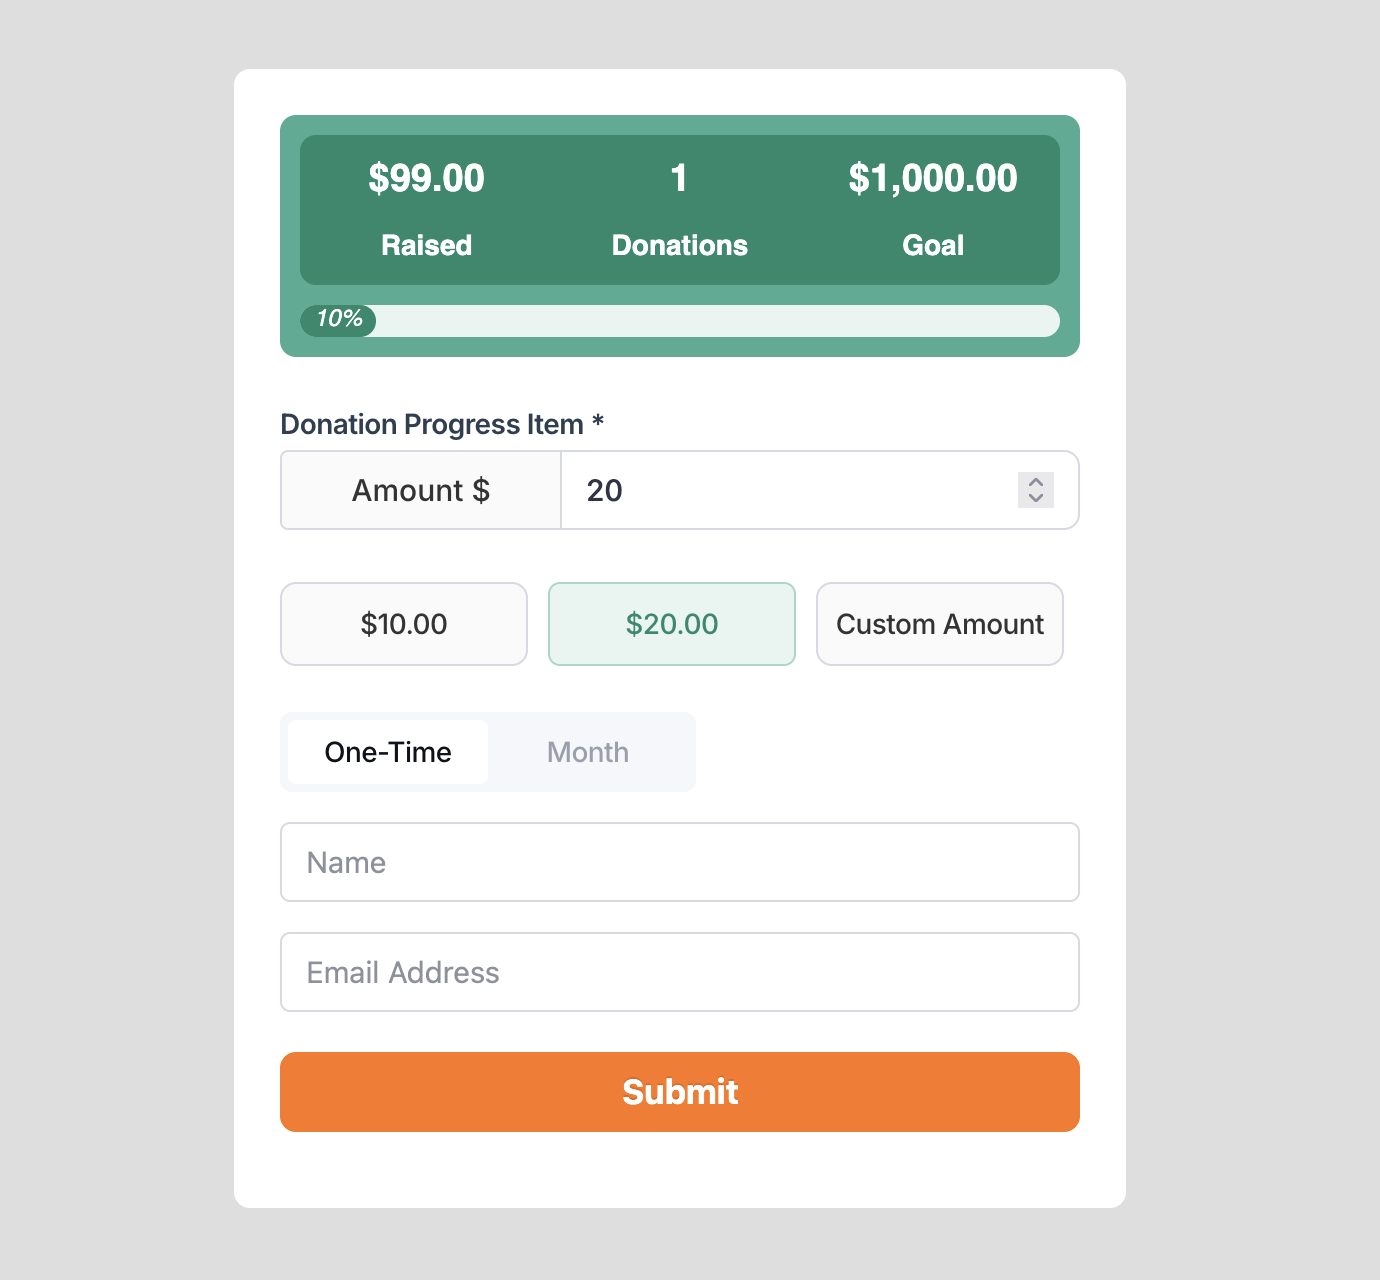 $99.00 1 $1,000.00
Raised Donations Goal
10%
Donation Progress Item *
Amount $ 20
$10.00 $20.00 Custom Amount
One-Time Month
Name
Email Address
Submit